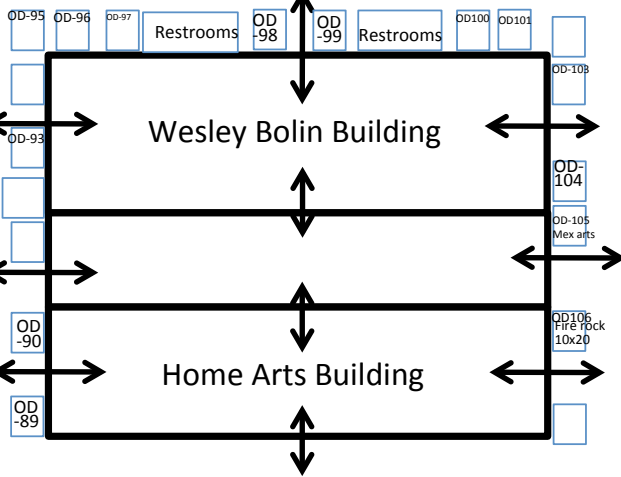 OD-95
OD-96
OD-97
Restrooms
OD
-98
OD
-99
Restrooms
OD100
OD101
OD-103
OD-93
Wesley Bolin Building
OD-
104
OD-105
Mex arts
OD
-90
OD106
Fire rock
10x20
Home Arts Building
OD
-89